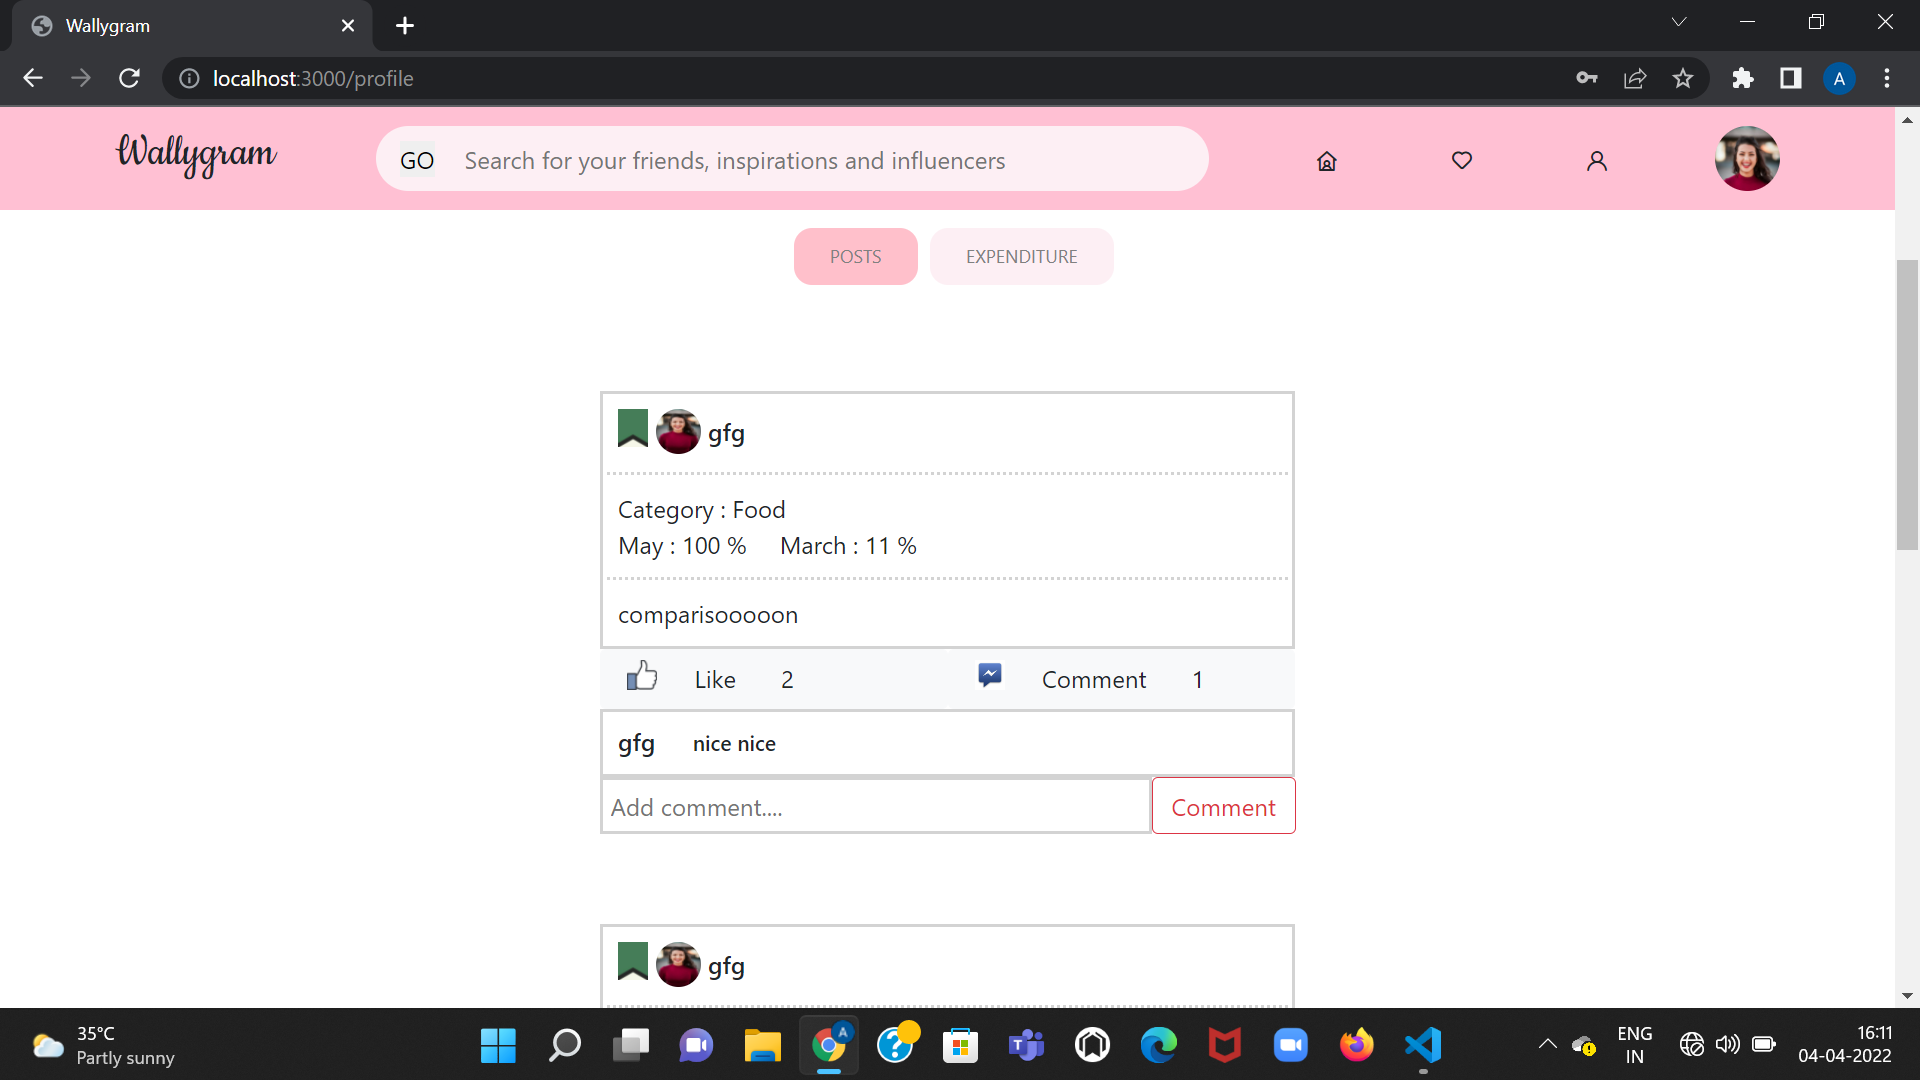 Wallygram
localhost:3000/profile
A
Wallygram
GO
Search for your friends, inspirations and influencers
POSTS
EXPENDITURE
gfg
Category : Food
May : 100 % March : 11 %
comparisooooon
Like 2
Comment 1
gfg nice nice
Add comment....
Comment
gfg
35°C
Partly sunny
A
?
T
ENG
IN
16:11
04-04-2022